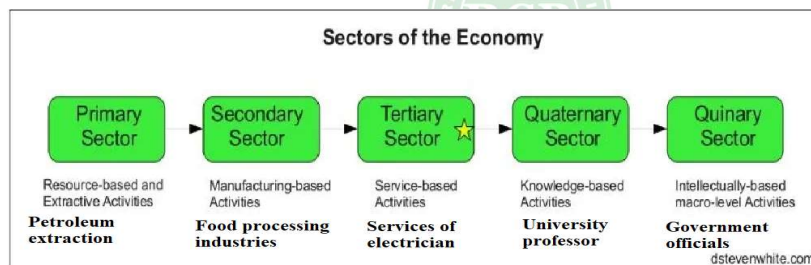 Sectors of the Economy
Primary
Sector
Secondary
Sector
Tertiary
Sector
Quaternary
Sector
Quinary
Sector
Resource-based and
Extractive Activities
Manufacturing-based
Activities
Service-based
Activities
Knowledge-based
Activities
Intellectually-based
macro-level Activities
Petroleum
extraction
Food processing
industries
Services of
electrician
University
professor
Government
officials
dstevenwhite.com